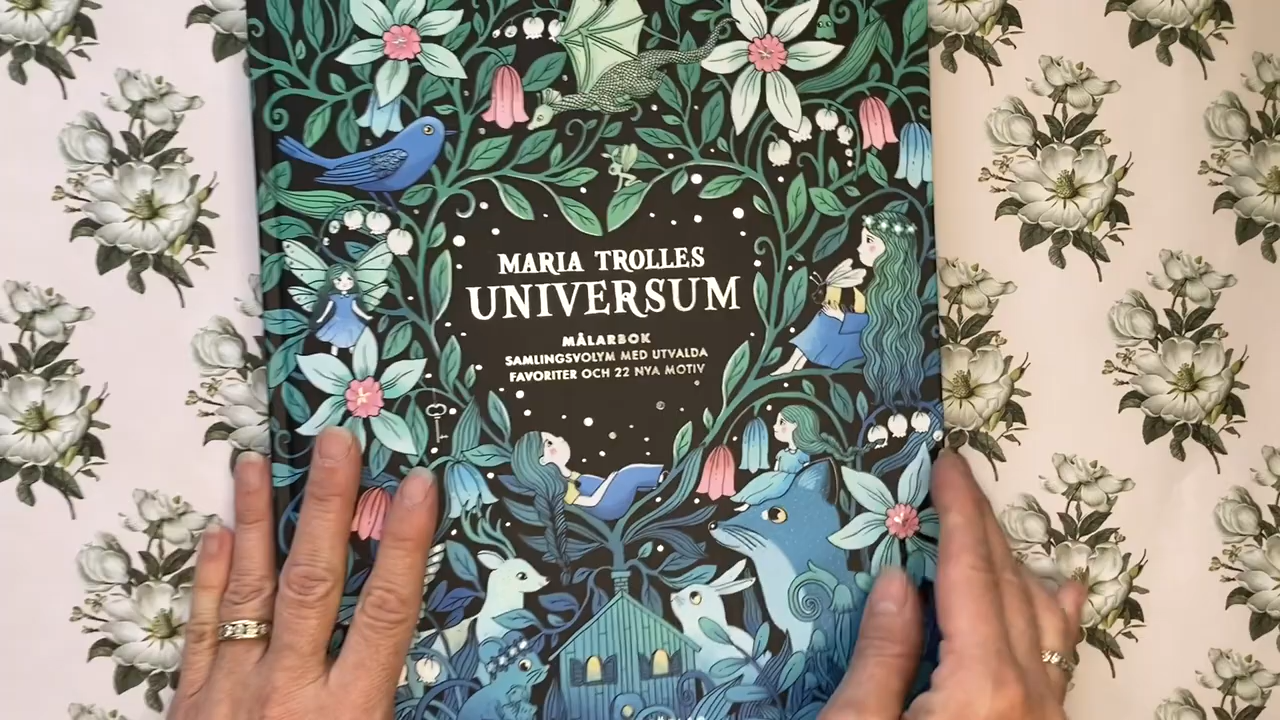 MARIA TROLLES
UNIVERSUM
MÅLARBOK
SAMLINGSVOLYM MED UTVALDA
FAVORITER OCH 22 NYA MOTIV